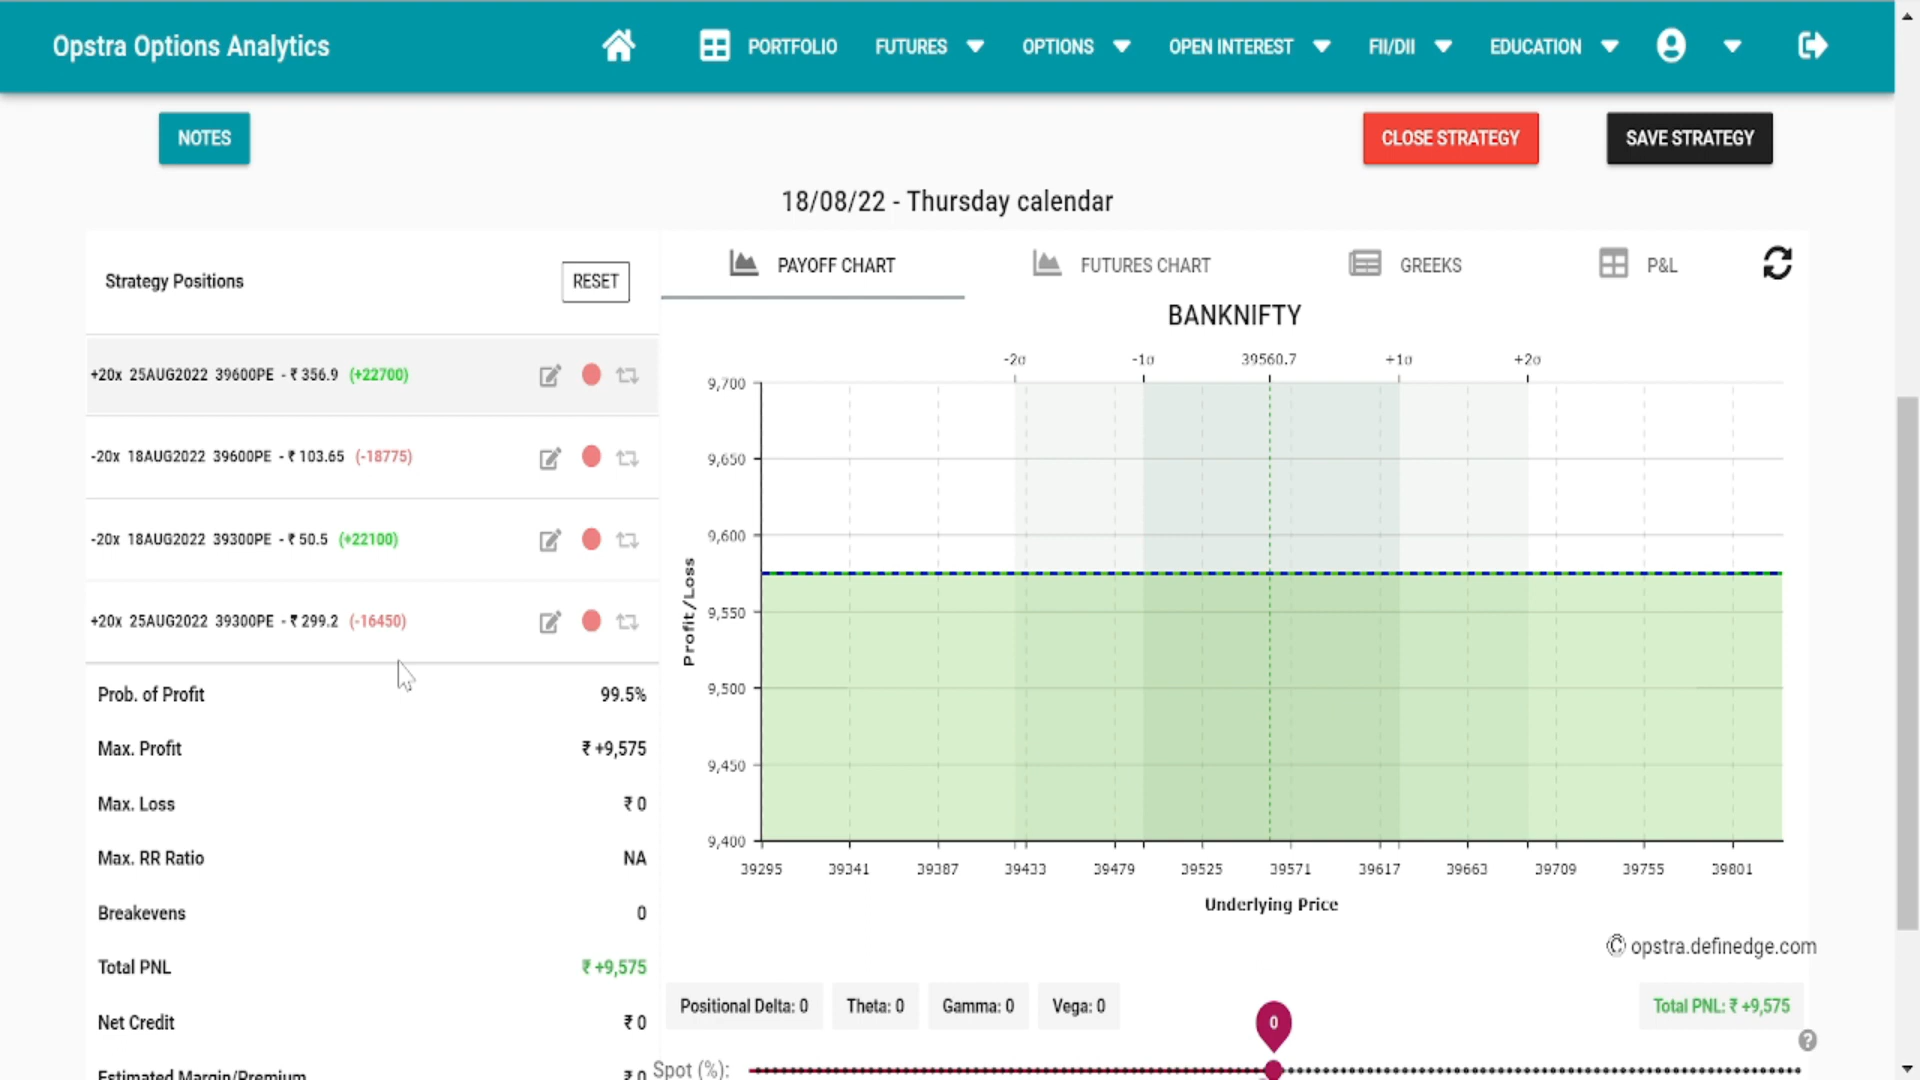 Opstra Options Analytics
PORTFOLIO
FUTURES
OPTIONS
OPEN INTEREST
FII/DII
EDUCATION
NOTES
CLOSE STRATEGY
SAVE STRATEGY
18/08/22 - Thursday calendar
Strategy Positions
RESET
+20x 25AUG2022 39600PE - ₹ 356.9 (+22700)
-20x 18AUG2022 39600PE - ₹ 103.65 (-18775)
-20x 18AUG2022 39300PE - ₹ 50.5 (+22100)
+20x 25AUG2022 39300PE - ₹ 299.2 (-16450)
Prob. of Profit 99.5%
Max. Profit ₹ +9,575
Max. Loss ₹ 0
Max. RR Ratio NA
Breakevens 0
Total PNL ₹ +9,575
Net Credit ₹ 0
Estimated Margin/Premium ₹ 0
PAYOFF CHART
FUTURES CHART
GREEKS
P&L
BANKNIFTY
-2σ -1σ 39560.7 +1σ +2σ
9,700
9,650
9,600
9,550
9,500
9,450
9,400
Profit/Loss
39295 39341 39387 39433 39479 39525 39571 39617 39663 39709 39755 39801
Underlying Price
© opstra.definedge.com
Positional Delta: 0
Theta: 0
Gamma: 0
Vega: 0
Total PNL: ₹ +9,575
0
?
Spot (%):